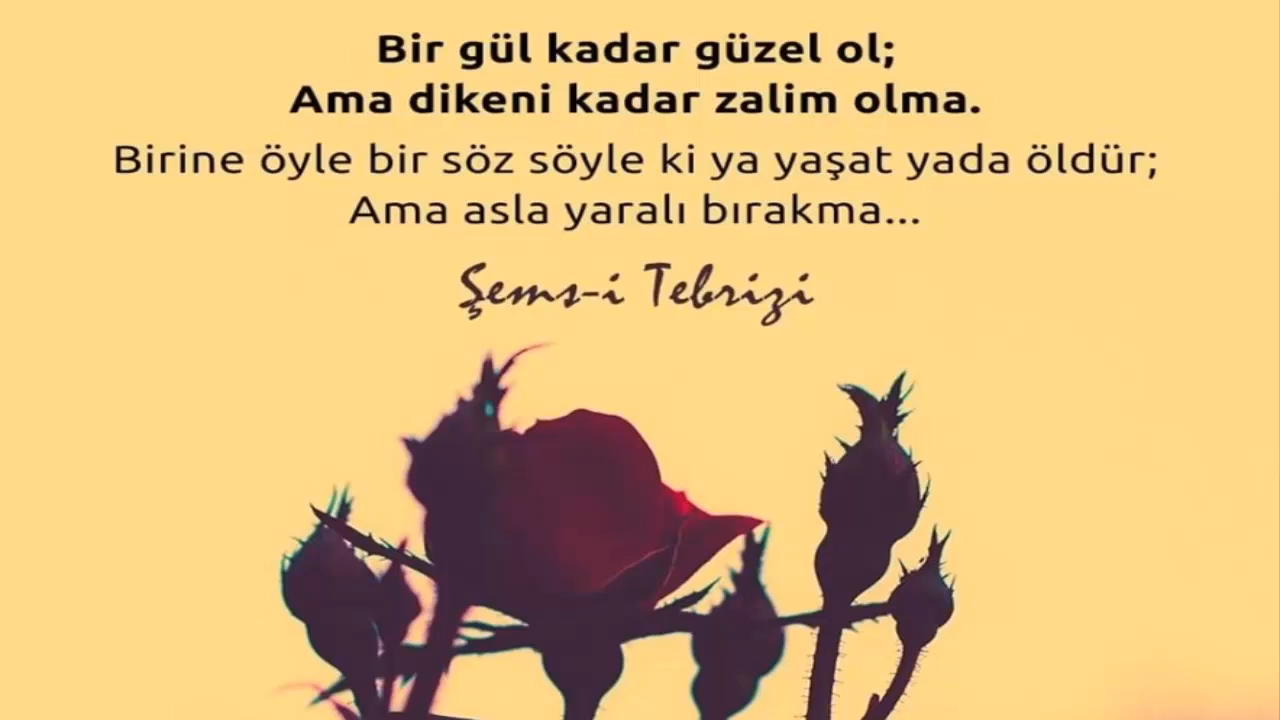 Bir gül kadar güzel ol;
Ama dikeni kadar zalim olma.
Birine öyle bir söz söyle ki ya yaşat yada öldür;
Ama asla yaralı bırakma...
Şems-i Tebrizi